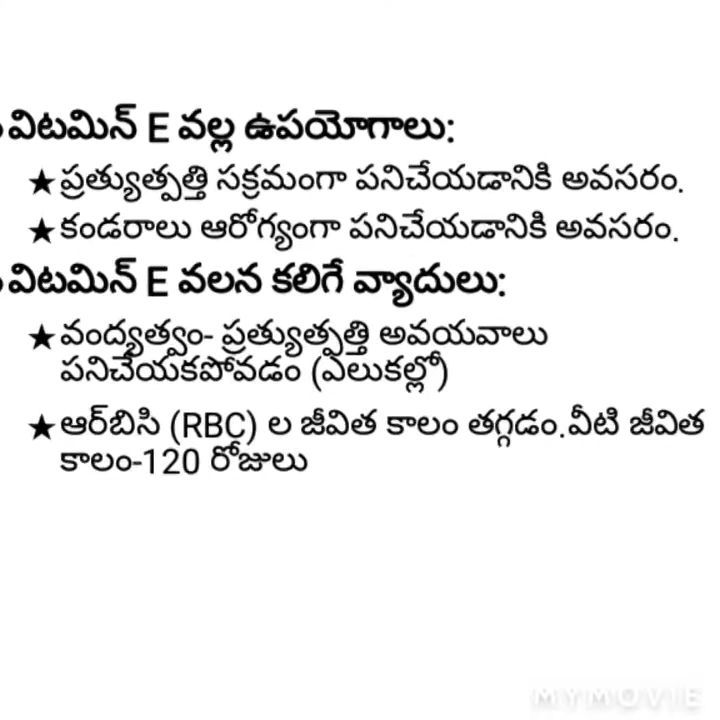 విటమిన్ E వల్ల ఉపయోగాలు:
★ప్రత్యుత్పత్తి సక్రమంగా పనిచేయడానికి అవసరం.
★కండరాలు ఆరోగ్యంగా పనిచేయడానికి అవసరం.
విటమిన్ E వలన కలిగే వ్యాదులు:
★వంద్యత్వం- ప్రత్యుత్పత్తి అవయవాలు
పనిచేయకపోవడం (ఎలుకల్లో)
★ఆర్‌బిసి (RBC) ల జీవిత కాలం తగ్గడం.వీటి జీవిత
కాలం-120 రోజులు
MYMOVIE